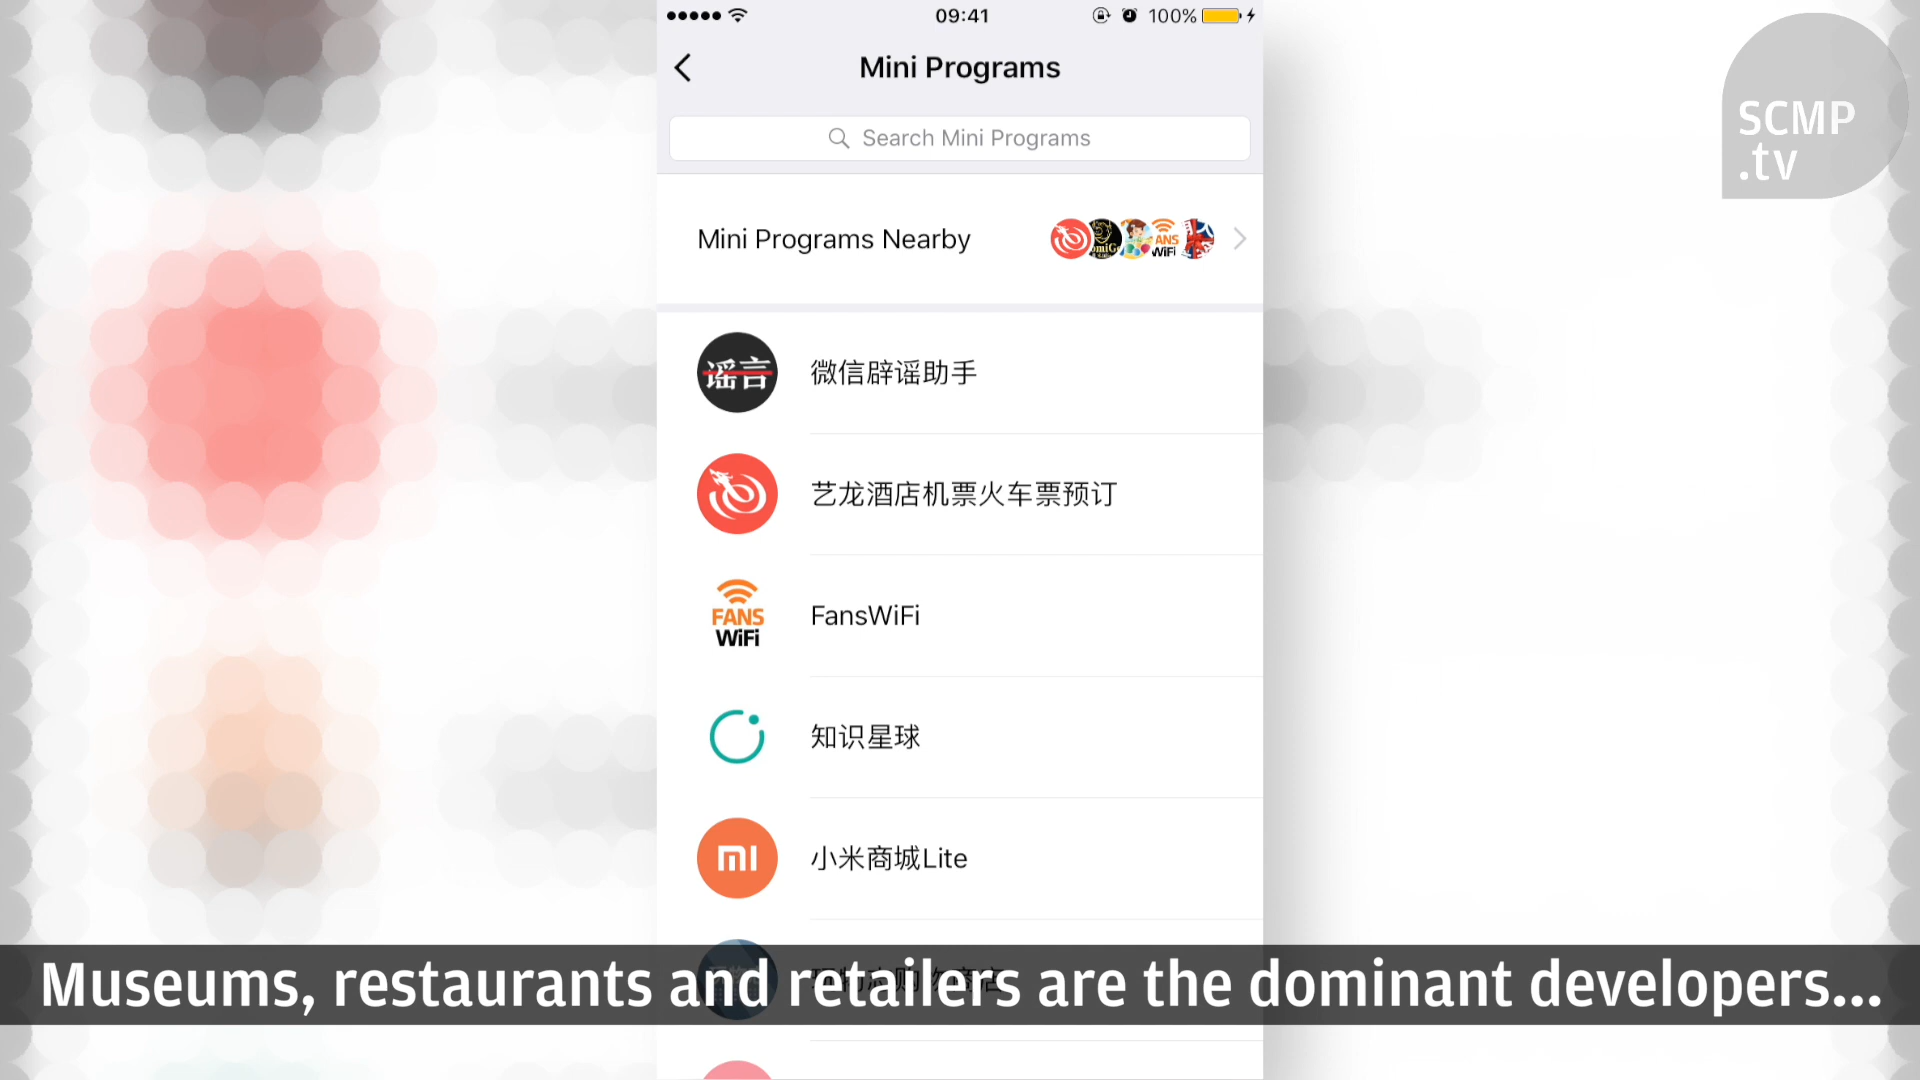 09:41
100%
Mini Programs
SCMP
.tv
Search Mini Programs
Mini Programs Nearby
ANS
WiFi
谣言
微信辟谣助手
艺龙酒店机票火车票预订
FANS
WiFi
FansWiFi
知识星球
mi
小米商城Lite
Museums, restaurants and retailers are the dominant developers...